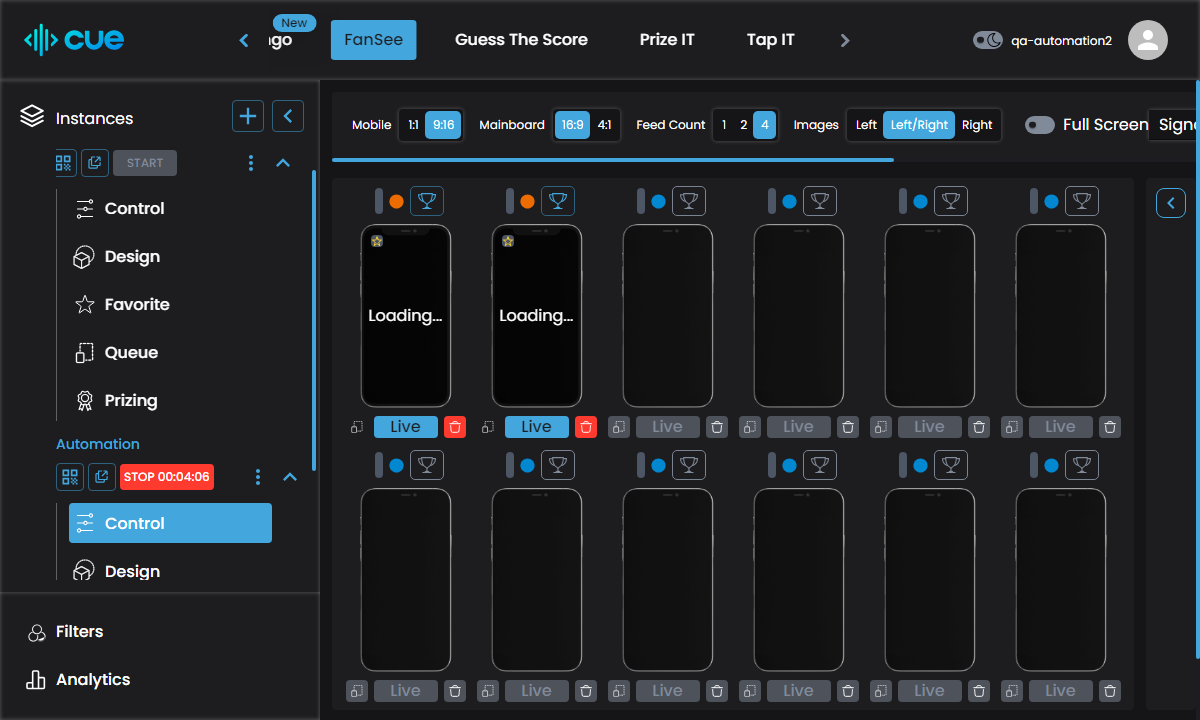 CUE
New
ngo
FanSee
Guess The Score
Prize IT
Tap IT
qa-automation2
Instances
START
Control
Design
Favorite
Queue
Prizing
Automation
STOP 00:04:06
Control
Design
Filters
Analytics
Mobile 1:1 9:16 Mainboard 16:9 4:1 Feed Count 1 2 4 Images Left Left/Right Right Full Screen
Loading... Loading...
Live Live Live Live Live Live
Live Live Live Live Live Live